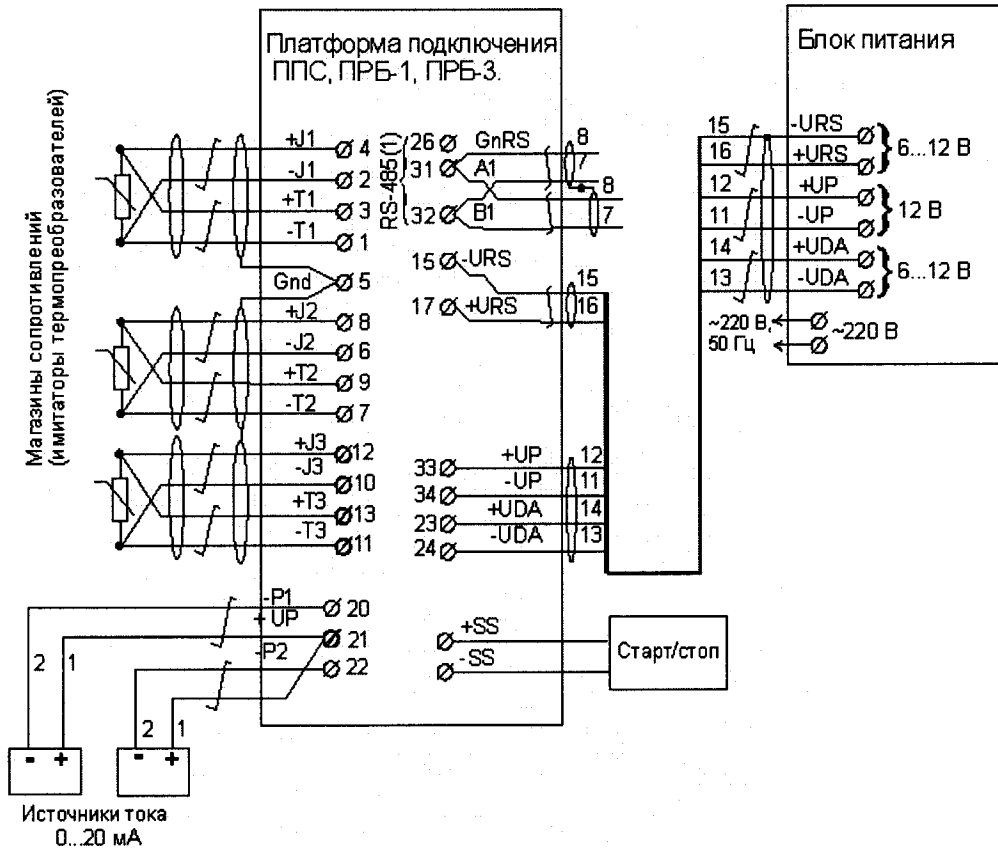 Платформа подключения
ППС, ПРБ-1, ПРБ-3.
Блок питания
Магазины сопротивлений
(имитаторы термопреобразователей)
+J1
4
-J1
2
+T1
3
-T1
1
Gnd
5
+J2
8
-J2
6
+T2
9
-T2
7
+J3
12
-J3
10
+T3
13
-T3
11
-P1
20
+ UP
21
-P2
22
RS-485(1)
26
GnRS
8
31
A1
7
8
32
B1
7
15
-URS
15
17
+URS
16
33
+UP
12
34
-UP
11
23
+UDA
14
24
-UDA
13
+SS
-SS
Старт/стоп
15
-URS
16
+URS
6...12 В
12
+UP
11
-UP
12 В
14
+UDA
13
-UDA
6...12 В
~220 В,
50 Гц
~220 В
2
1
2
1
- +
- +
Источники тока
0...20 мА